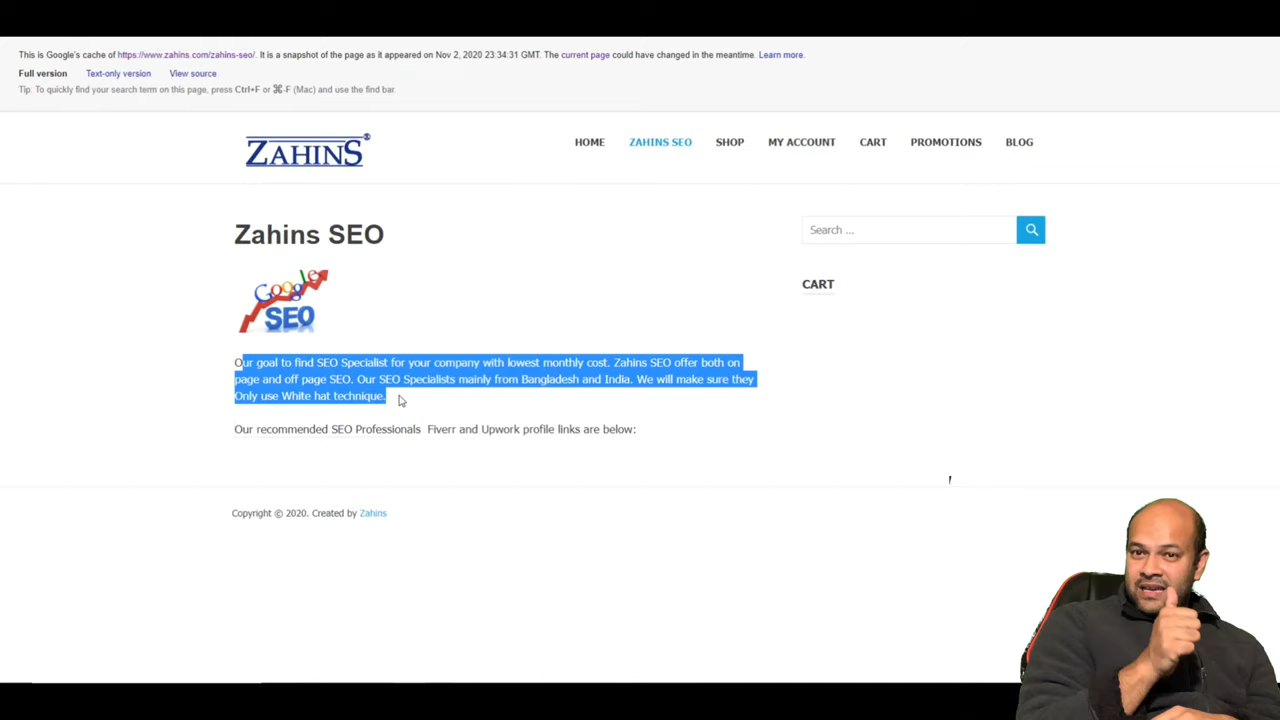 This is Google's cache of https://www.zahins.com/zahins-seo/. It is a snapshot of the page as it appeared on Nov 2, 2020 23:34:31 GMT. The current page could have changed in the meantime. Learn more.
Full version Text-only version View source
Tip: To quickly find your search term on this page, press Ctrl+F or ⌘-F (Mac) and use the find bar.
ZAHINS®
HOME ZAHINS SEO SHOP MY ACCOUNT CART PROMOTIONS BLOG
Zahins SEO
Search ...
Google
SEO
CART
Our goal to find SEO Specialist for your company with lowest monthly cost. Zahins SEO offer both on
page and off page SEO. Our SEO Specialists mainly from Bangladesh and India. We will make sure they
Only use White hat technique.
Our recommended SEO Professionals Fiverr and Upwork profile links are below:
Copyright © 2020. Created by Zahins